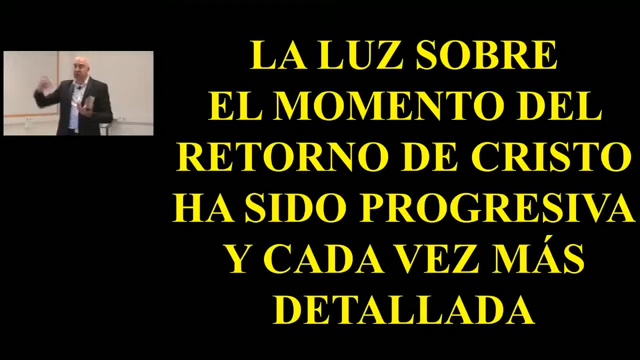 LA LUZ SOBRE
EL MOMENTO DEL
RETORNO DE CRISTO
HA SIDO PROGRESIVA
Y CADA VEZ MÁS
DETALLADA